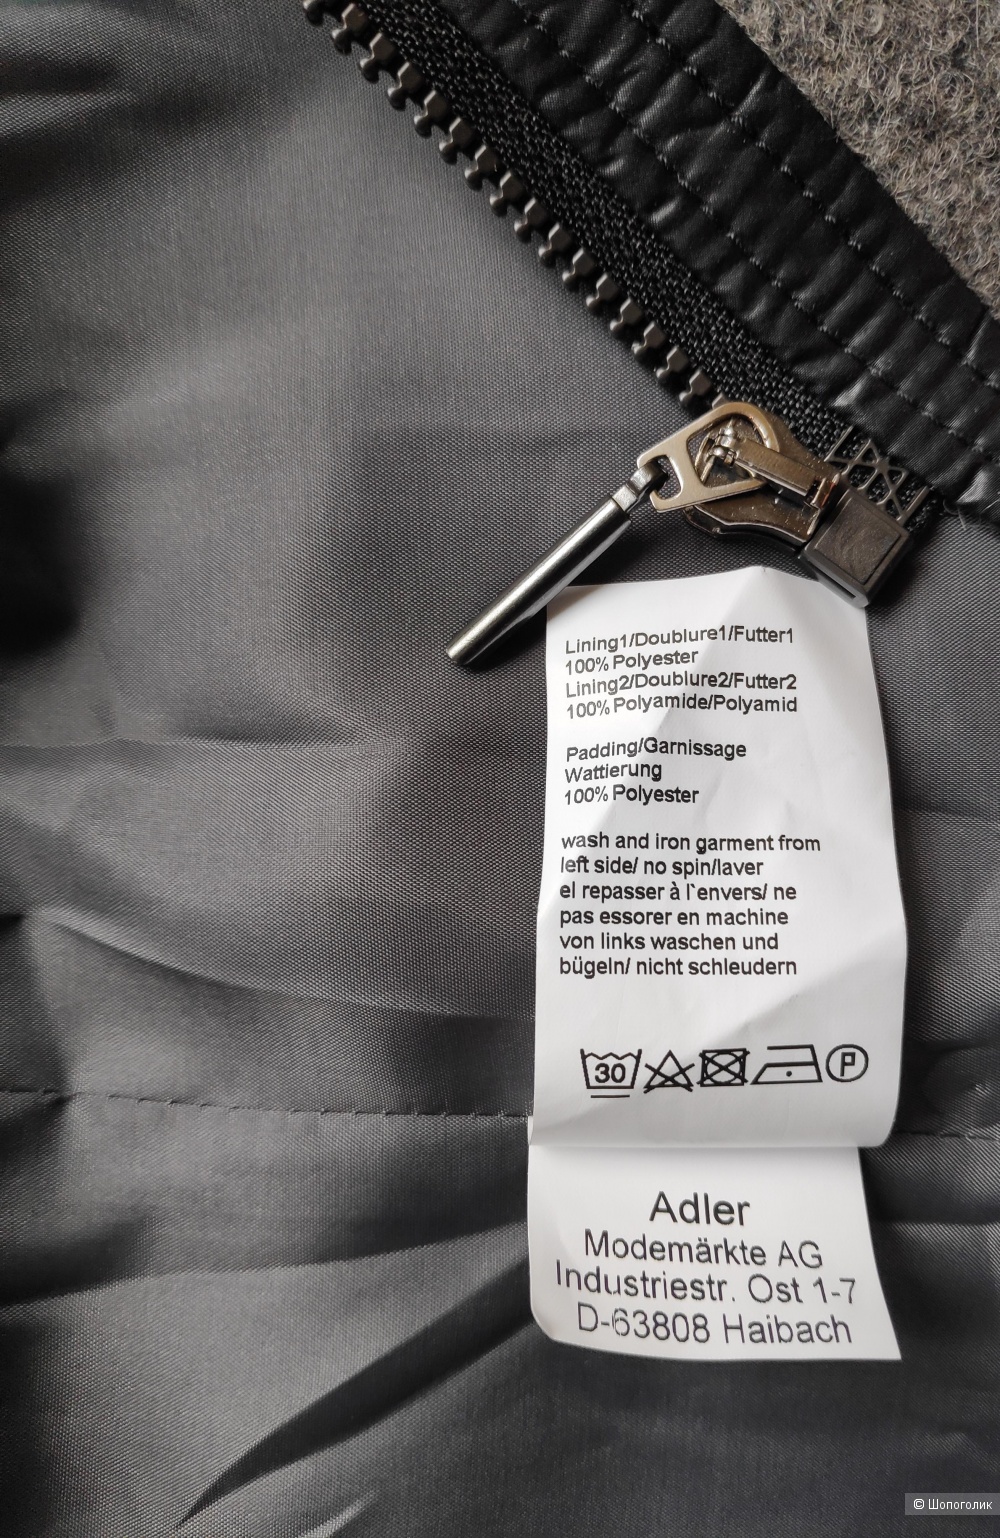 Lining1/Doublure1/Futter1
100% Polyester
Lining2/Doublure2/Futter2
100% Polyamide/Polyamid
Padding/Garnissage
Wattierung
100% Polyester
wash and iron garment from
left side/ no spin/laver
el repasser à l`envers/ ne
pas essorer en machine
von links waschen und
bügeln/ nicht schleudern
30 P
Adler
Modemärkte AG
Industriestr. Ost 1-7
D-63808 Haibach
© Шопоголик